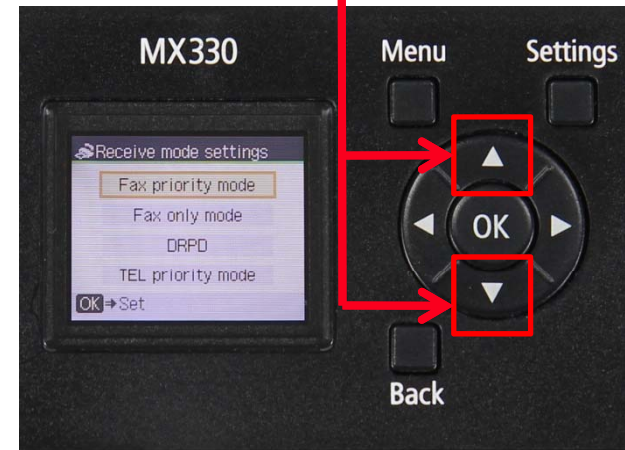 MX330
Menu
Settings
Receive mode settings
Fax priority mode
Fax only mode
DRPD
TEL priority mode
OK➡Set
OK
Back